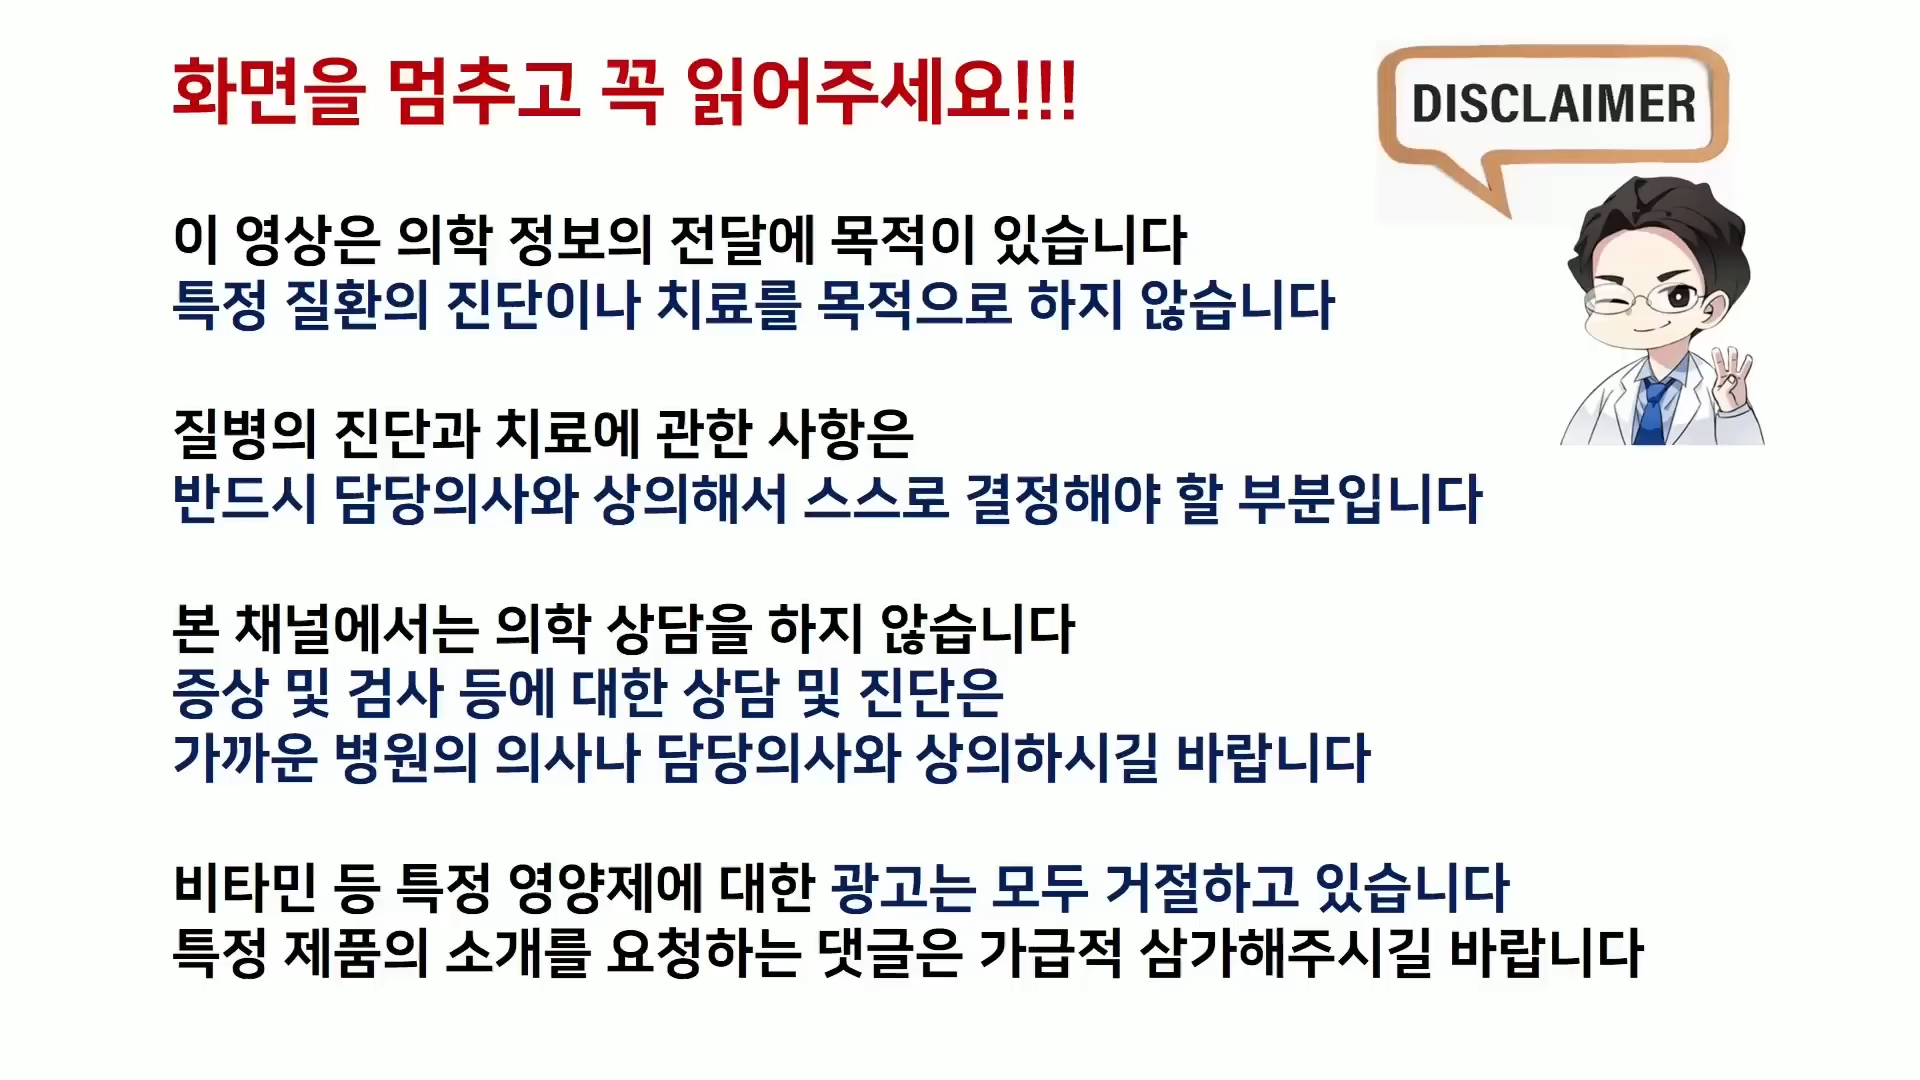 화면을 멈추고 꼭 읽어주세요!!!
DISCLAIMER
이 영상은 의학 정보의 전달에 목적이 있습니다
특정 질환의 진단이나 치료를 목적으로 하지 않습니다
질병의 진단과 치료에 관한 사항은
반드시 담당의사와 상의해서 스스로 결정해야 할 부분입니다
본 채널에서는 의학 상담을 하지 않습니다
증상 및 검사 등에 대한 상담 및 진단은
가까운 병원의 의사나 담당의사와 상의하시길 바랍니다
비타민 등 특정 영양제에 대한 광고는 모두 거절하고 있습니다
특정 제품의 소개를 요청하는 댓글은 가급적 삼가해주시길 바랍니다